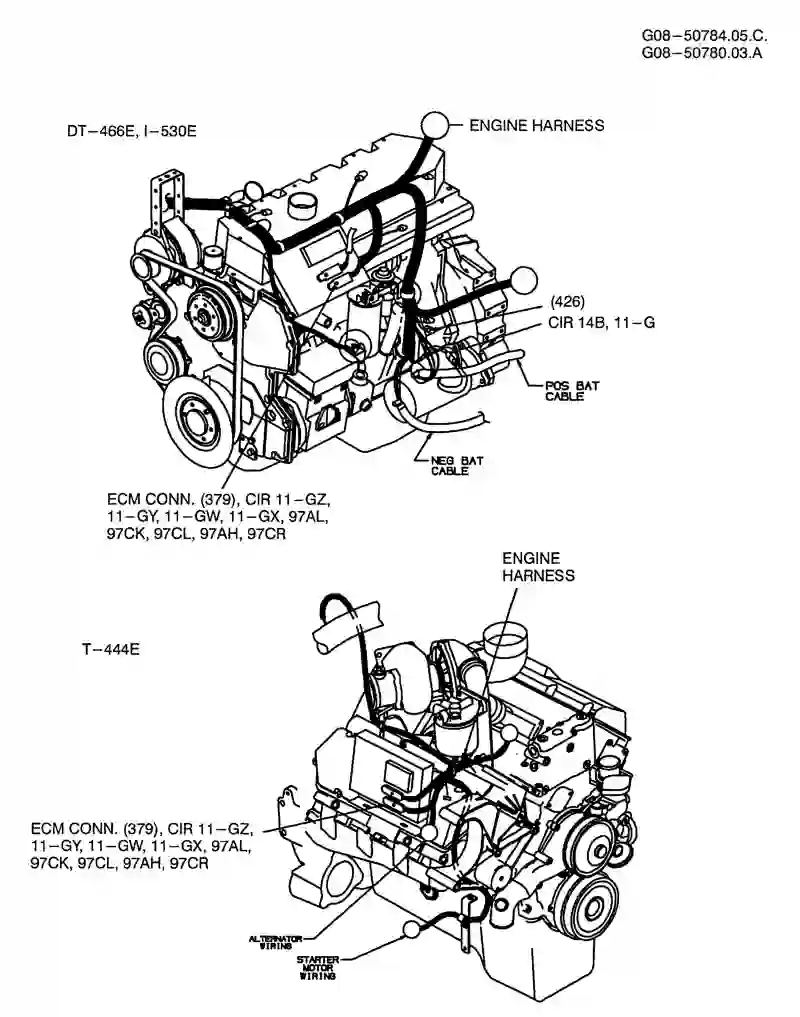 G08-50784.05.C.
G08-50780.03.A
DT-466E, I-530E
ENGINE HARNESS
(426)
CIR 14B, 11-G
POS BAT
CABLE
NEG BAT
CABLE
ECM CONN. (379), CIR 11-GZ,
11-GY, 11-GW, 11-GX, 97AL,
97CK, 97CL, 97AH, 97CR
ENGINE
HARNESS
T-444E
ECM CONN. (379), CIR 11-GZ,
11-GY, 11-GW, 11-GX, 97AL,
97CK, 97CL, 97AH, 97CR
ALTERNATOR
WIRING
STARTER
MOTOR
WIRING